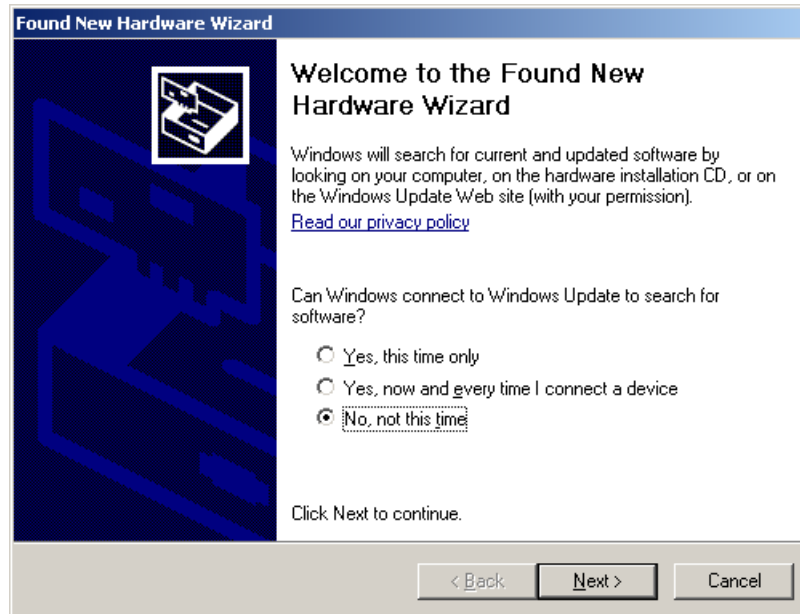 Found New Hardware Wizard
Welcome to the Found New
Hardware Wizard
Windows will search for current and updated software by
looking on your computer, on the hardware installation CD, or on
the Windows Update Web site (with your permission).
Read our privacy policy
Can Windows connect to Windows Update to search for
software?
Yes, this time only
Yes, now and every time I connect a device
No, not this time
Click Next to continue.
< Back
Next >
Cancel